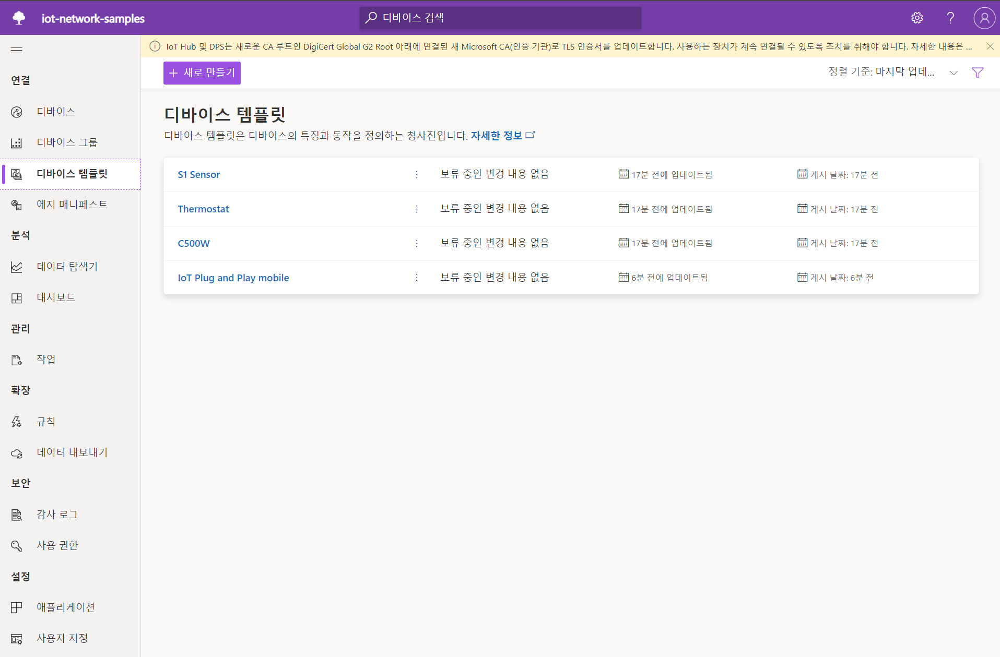 iot-network-samples
디바이스 검색
IoT Hub 및 DPS는 새로운 CA 루트인 DigiCert Global G2 Root 아래에 연결된 새 Microsoft CA(인증 기관)로 TLS 인증서를 업데이트합니다. 사용하는 장치가 계속 연결될 수 있도록 조치를 취해야 합니다. 자세한 내용은 ...
새로 만들기
정렬 기준: 마지막 업데...
연결
디바이스
디바이스 그룹
디바이스 템플릿
에지 매니페스트
분석
데이터 탐색기
대시보드
관리
작업
확장
규칙
데이터 내보내기
보안
감사 로그
사용 권한
설정
애플리케이션
사용자 지정
디바이스 템플릿
디바이스 템플릿은 디바이스의 특징과 동작을 정의하는 청사진입니다. 자세한 정보
S1 Sensor 보류 중인 변경 내용 없음 17분 전에 업데이트됨 게시 날짜: 17분 전
Thermostat 보류 중인 변경 내용 없음 17분 전에 업데이트됨 게시 날짜: 17분 전
C500W 보류 중인 변경 내용 없음 17분 전에 업데이트됨 게시 날짜: 17분 전
IoT Plug and Play mobile 보류 중인 변경 내용 없음 6분 전에 업데이트됨 게시 날짜: 6분 전